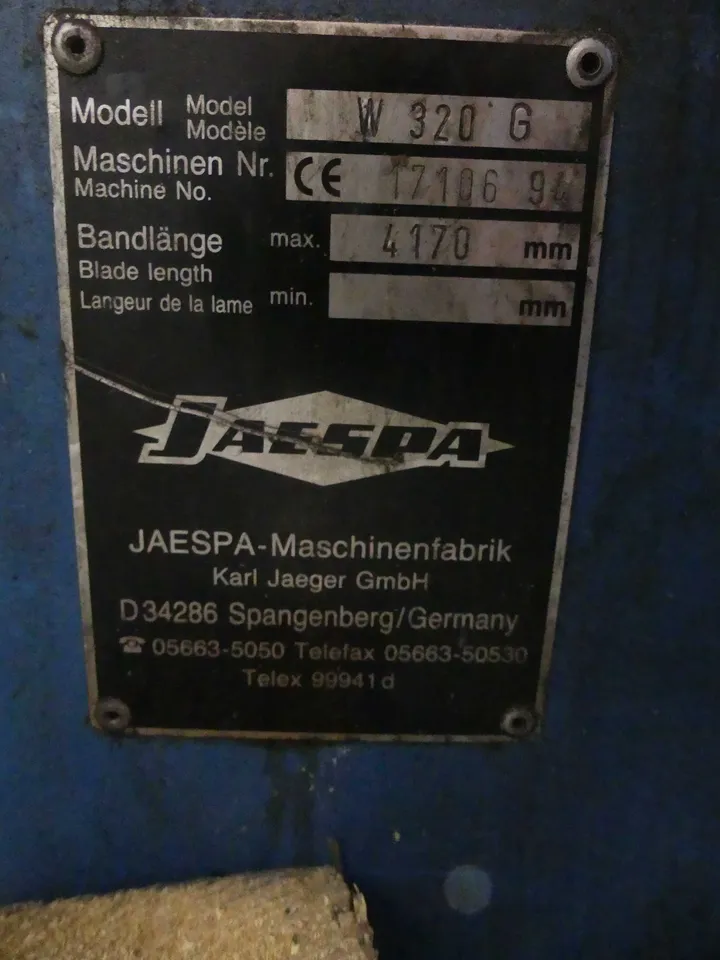 Modell Model Modèle W 320 G
Maschinen Nr. Machine No. CE 17106 94
Bandlänge max. 4170 mm
Blade length
Langeur de la lame min. mm
JAESPA
JAESPA-Maschinenfabrik
Karl Jaeger GmbH
D34286 Spangenberg/Germany
☎ 05663-5050 Telefax 05663-50530
Telex 99941d